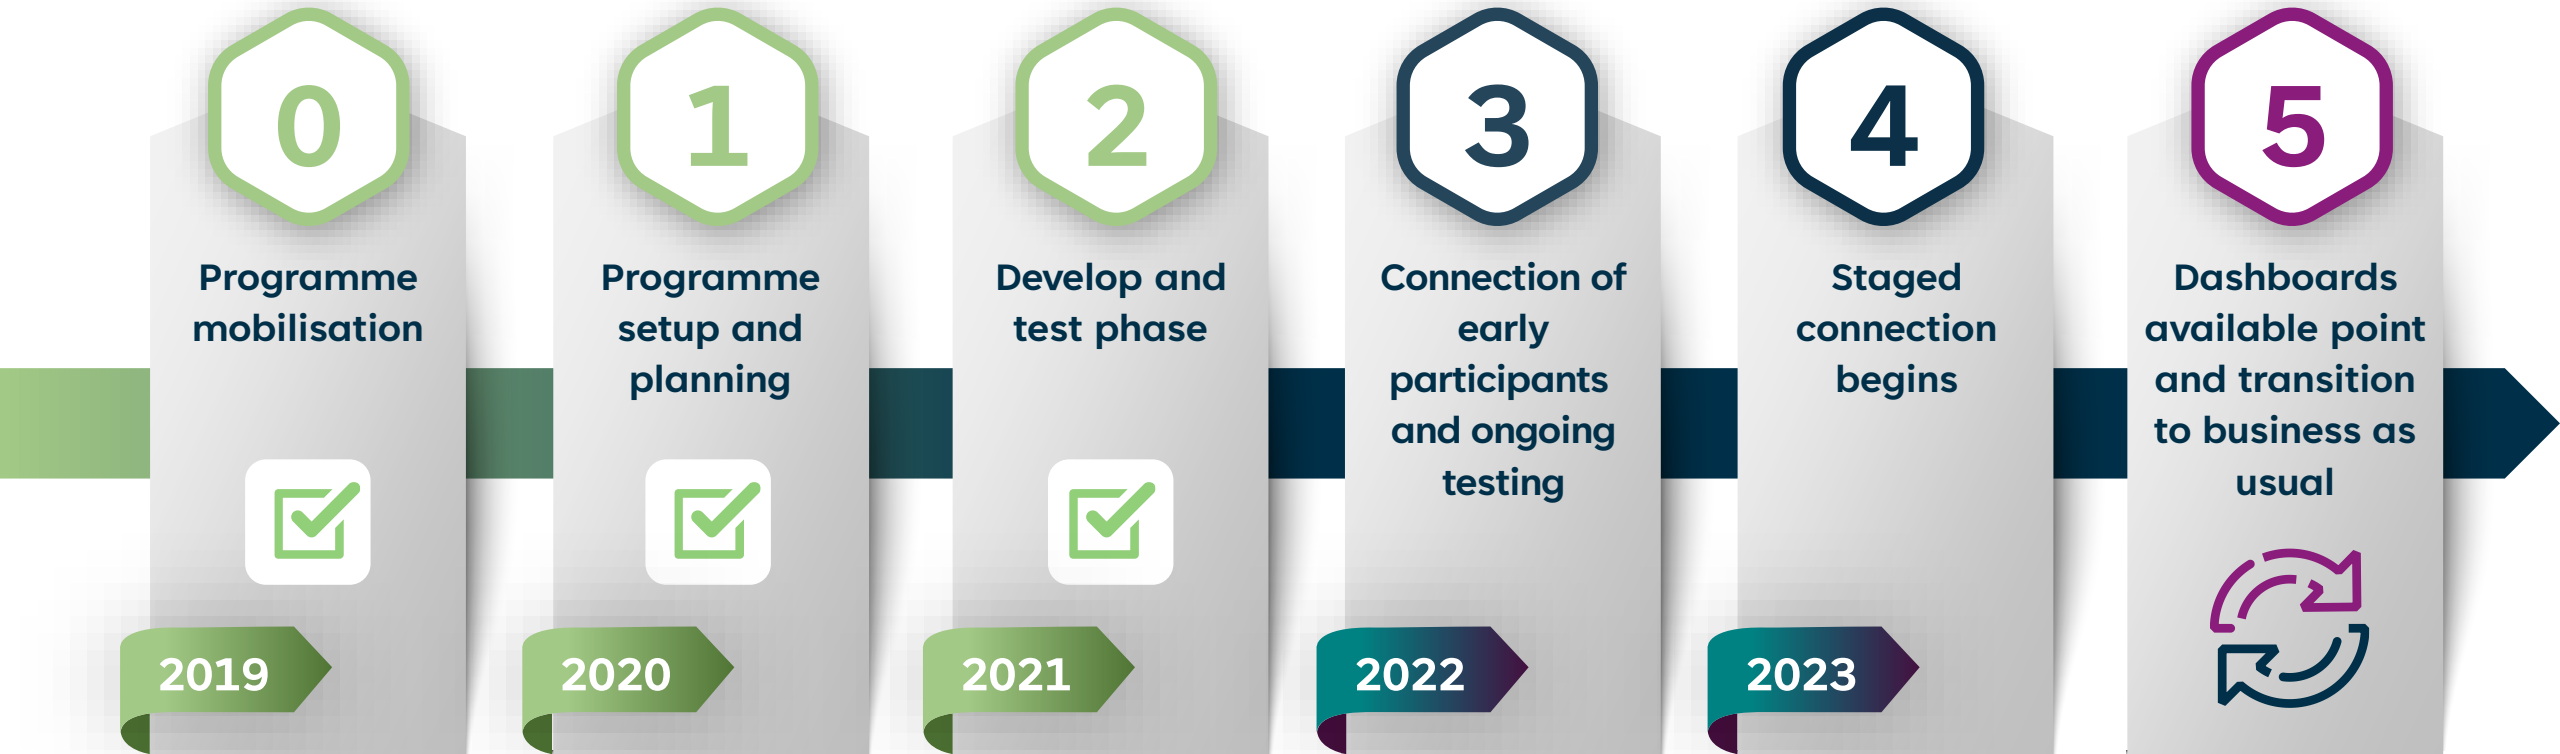 0
Programme
mobilisation
2019
1
Programme
setup and
planning
2020
2
Develop and
test phase
2021
3
Connection of
early
participants
and ongoing
testing
2022
4
Staged
connection
begins
2023
5
Dashboards
available point
and transition
to business as
usual